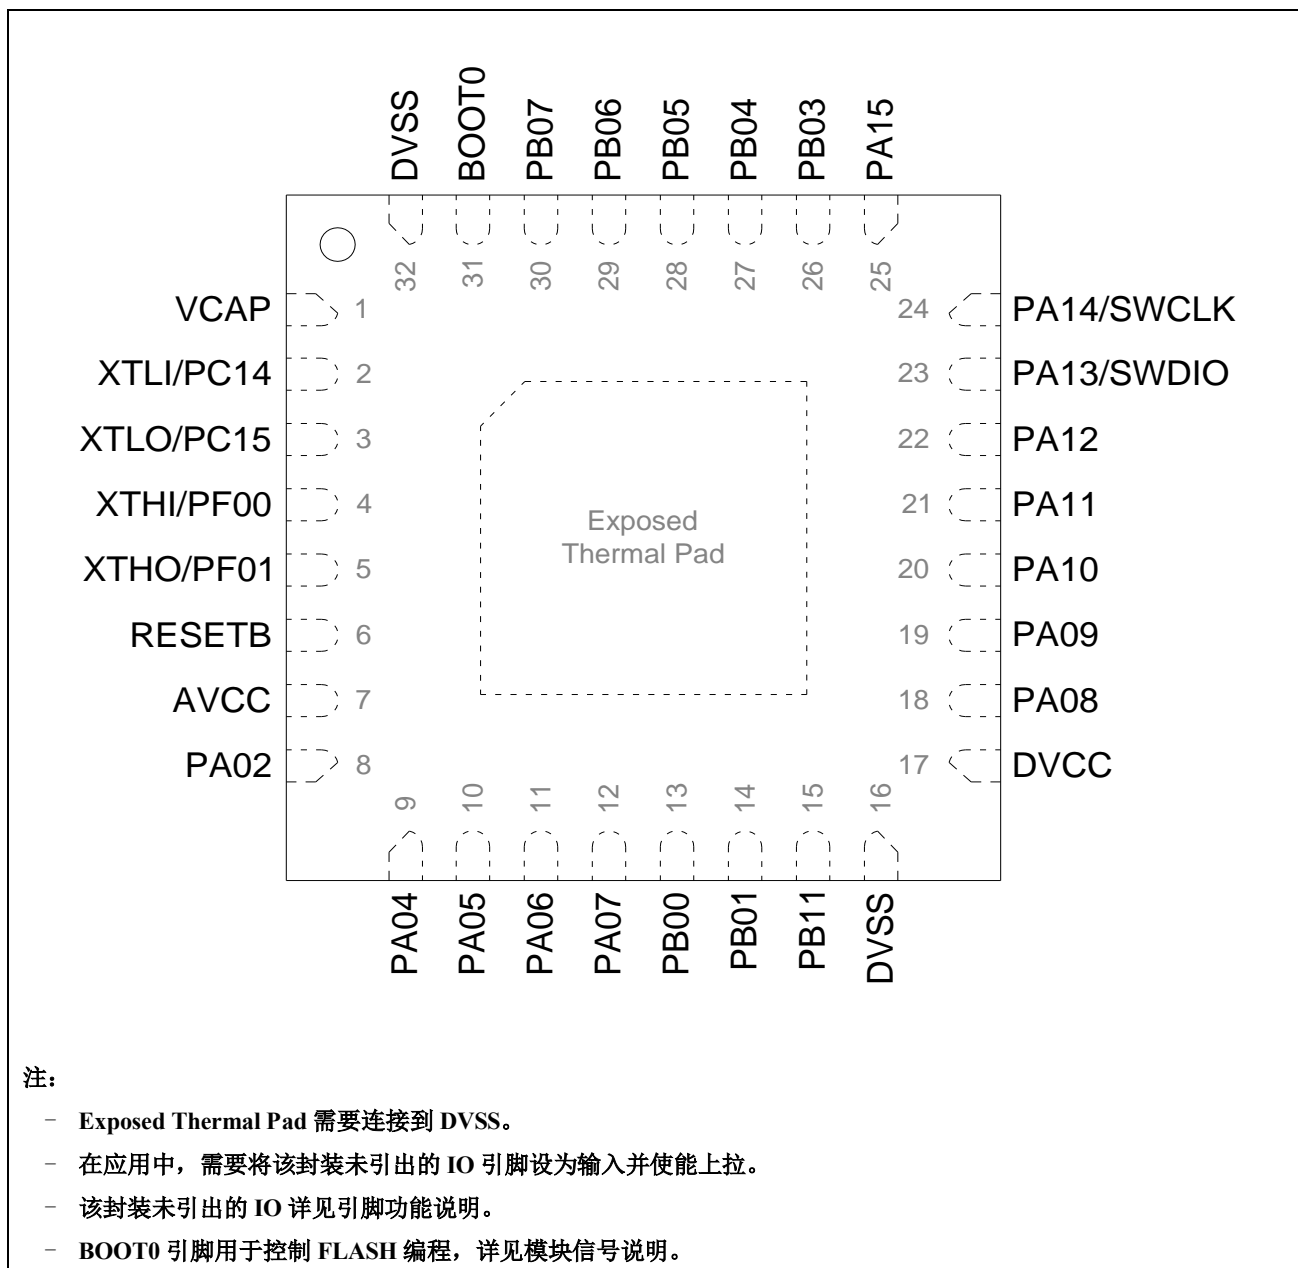 DVSS
BOOT0
PB07
PB06
PB05
PB04
PB03
PA15
32
31
30
29
28
27
26
25
VCAP 1
XTLI/PC14 2
XTLO/PC15 3
XTHI/PF00 4
XTHO/PF01 5
RESETB 6
AVCC 7
PA02 8
24 PA14/SWCLK
23 PA13/SWDIO
22 PA12
21 PA11
20 PA10
19 PA09
18 PA08
17 DVCC
Exposed
Thermal Pad
9
10
11
12
13
14
15
16
PA04
PA05
PA06
PA07
PB00
PB01
PB11
DVSS
注：
－ Exposed Thermal Pad 需要连接到 DVSS。
－ 在应用中，需要将该封装未引出的 IO 引脚设为输入并使能上拉。
－ 该封装未引出的 IO 详见引脚功能说明。
－ BOOT0 引脚用于控制 FLASH 编程，详见模块信号说明。